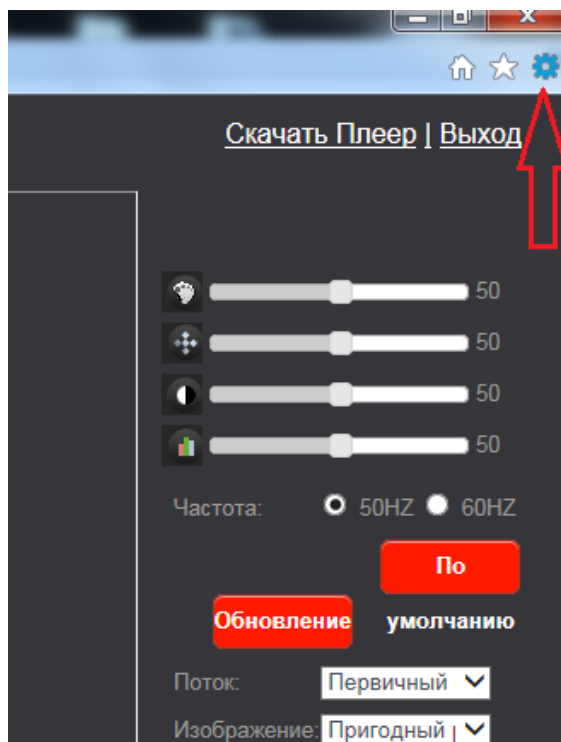 Скачать Плеер | Выход
50
50
50
50
Частота: 50HZ 60HZ
По
Обновление умолчанию
Поток: Первичный
Изображение: Пригодный